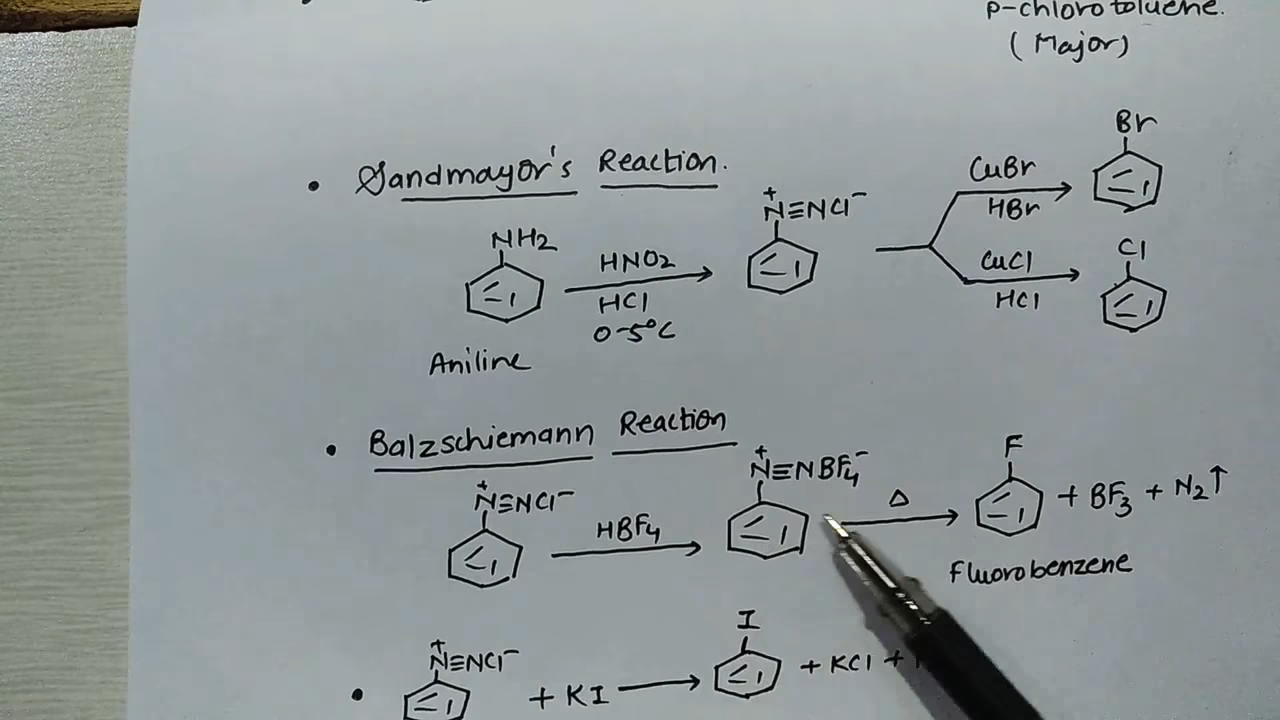 p-chlorotoluene.
(Major)
• Sandmayor's Reaction.
NH2
Aniline
HNO2
HCl
0-5°C
N⁺≡NCl⁻
CuBr
HBr
Br
CuCl
HCl
Cl
• Balzschiemann Reaction
N⁺≡NCl⁻
HBF4
N⁺≡NBF4⁻
Δ
F
+ BF3 + N2↑
Fluorobenzene
• N⁺≡NCl⁻
+ KI
I
+ KCl +